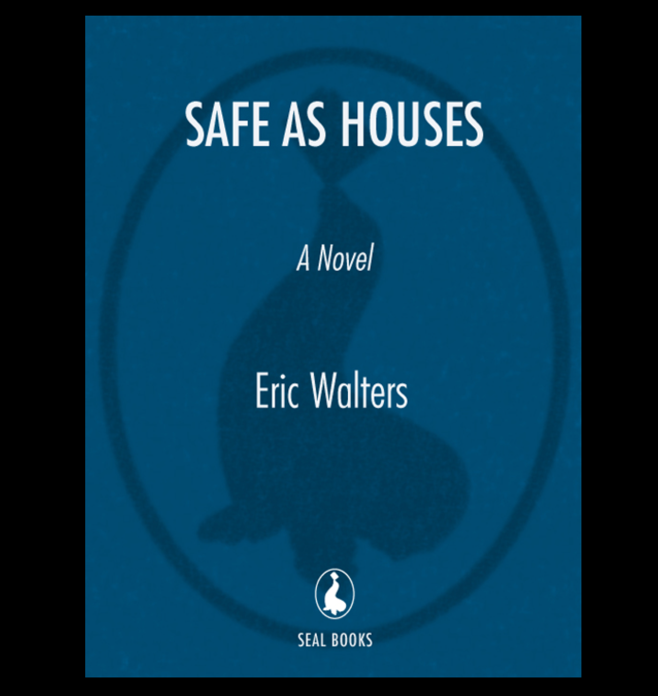 SAFE AS HOUSES
A Novel
Eric Walters
SEAL BOOKS